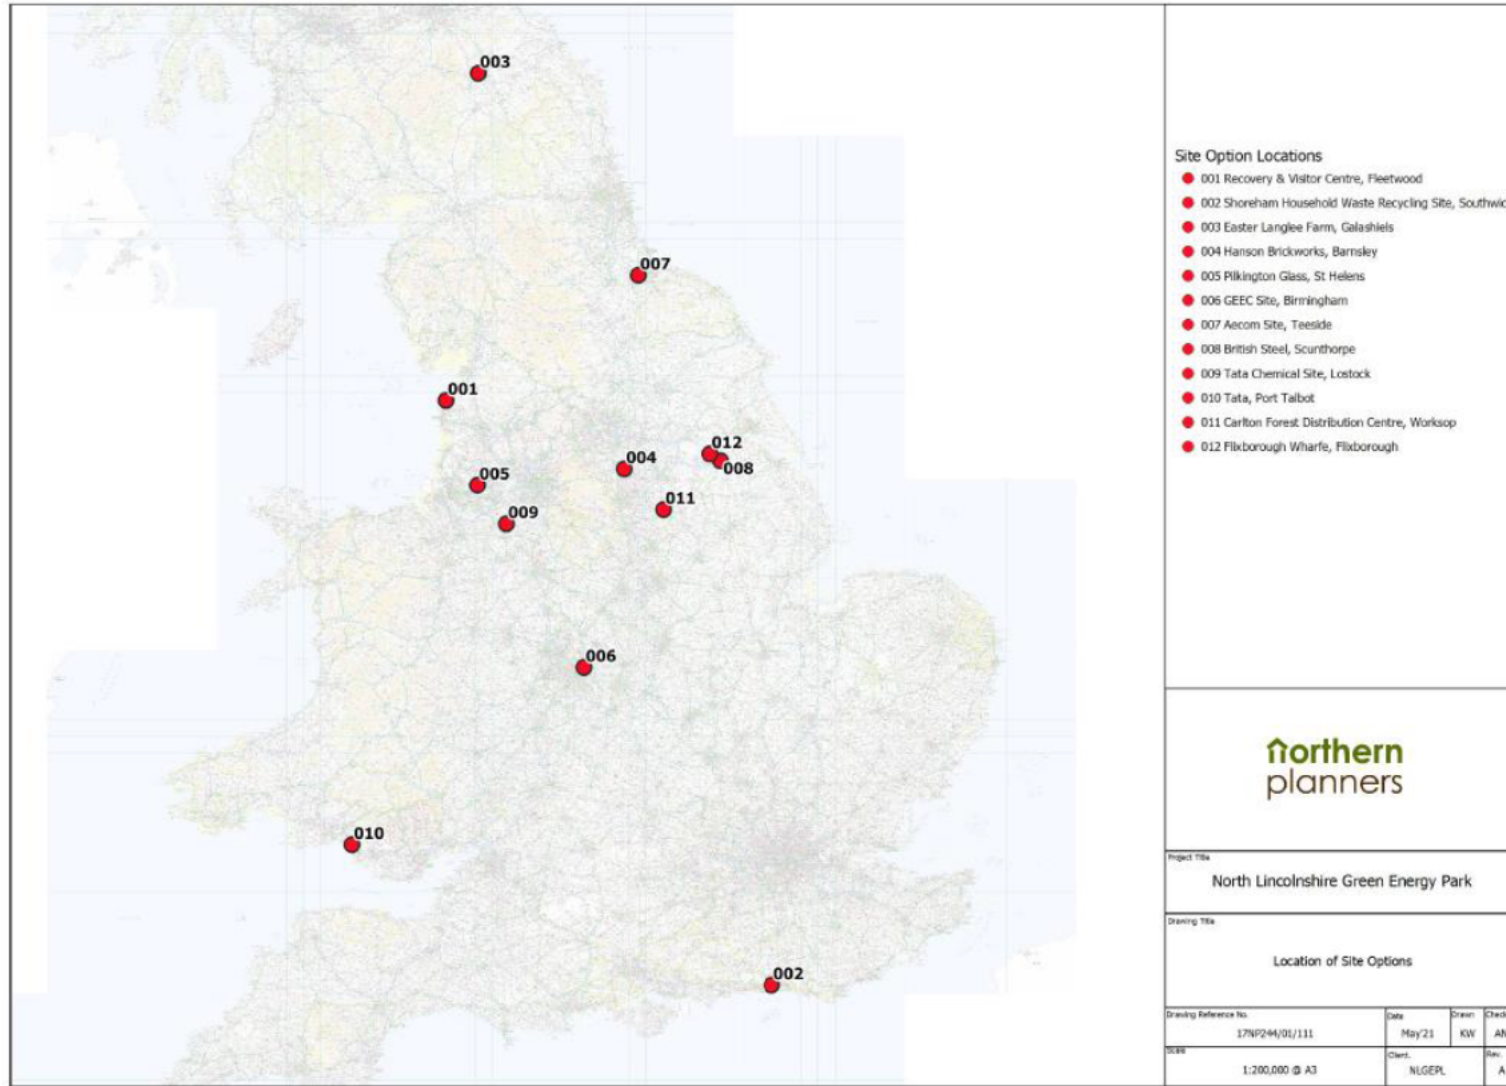 003
007
001
012
004
008
005
011
009
006
010
002
Site Option Locations
001 Recovery & Visitor Centre, Fleetwood
002 Shoreham Household Waste Recycling Site, Southwic
003 Easter Langlee Farm, Galashiels
004 Hanson Brickworks, Barnsley
005 Pilkington Glass, St Helens
006 GEEC Site, Birmingham
007 Aecom Site, Teeside
008 British Steel, Scunthorpe
009 Tata Chemical Site, Lostock
010 Tata, Port Talbot
011 Carlton Forest Distribution Centre, Worksop
012 Flixborough Wharfe, Flixborough
northern
planners
Project Title
North Lincolnshire Green Energy Park
Drawing Title
Location of Site Options
Drawing Reference No.
17NP244/01/111
Date
May'21
Drawn
KW
Check
AN
Scale
1:200,000 @ A3
Client.
NLGEPL
Rev.
A